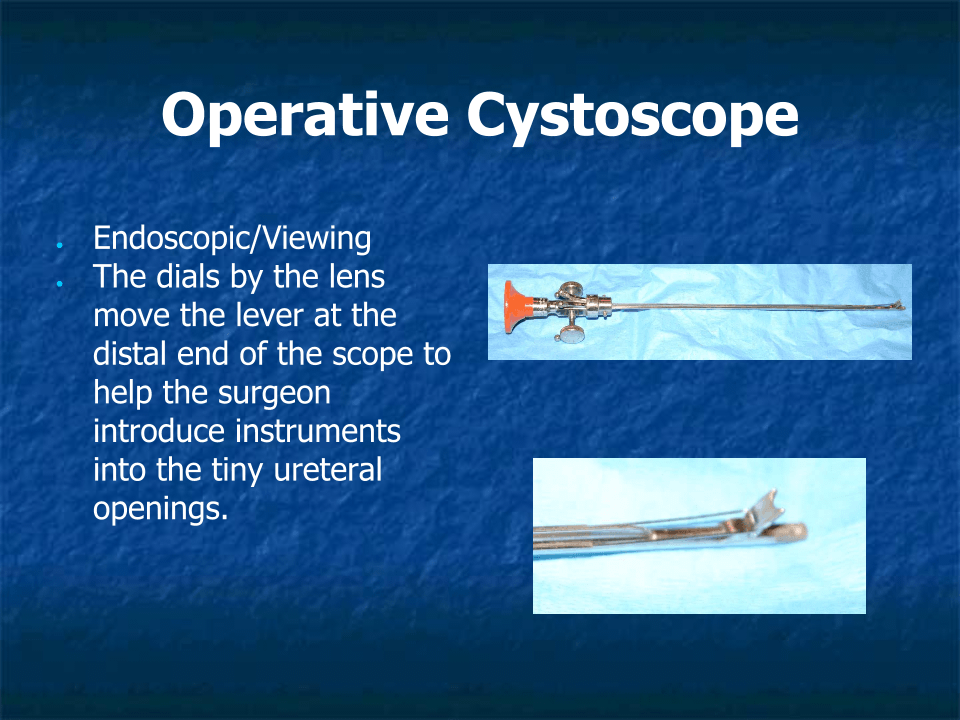 Operative Cystoscope
Endoscopic/Viewing
The dials by the lens
move the lever at the
distal end of the scope to
help the surgeon
introduce instruments
into the tiny ureteral
openings.